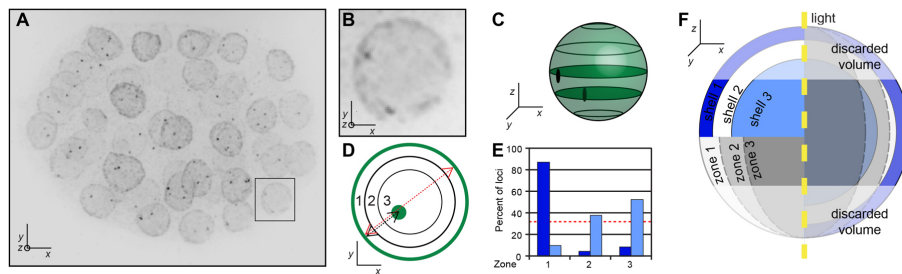 A
y
z
x
B
y
z
x
C
z
y
x
D
1 2 3
y
x
E
Percent of loci
100
80
60
40
20
0
Zone
1
2
3
F
z
y
x
light
discarded
volume
shell 1
shell 2
shell 3
zone 1
zone 2
zone 3
discarded
volume